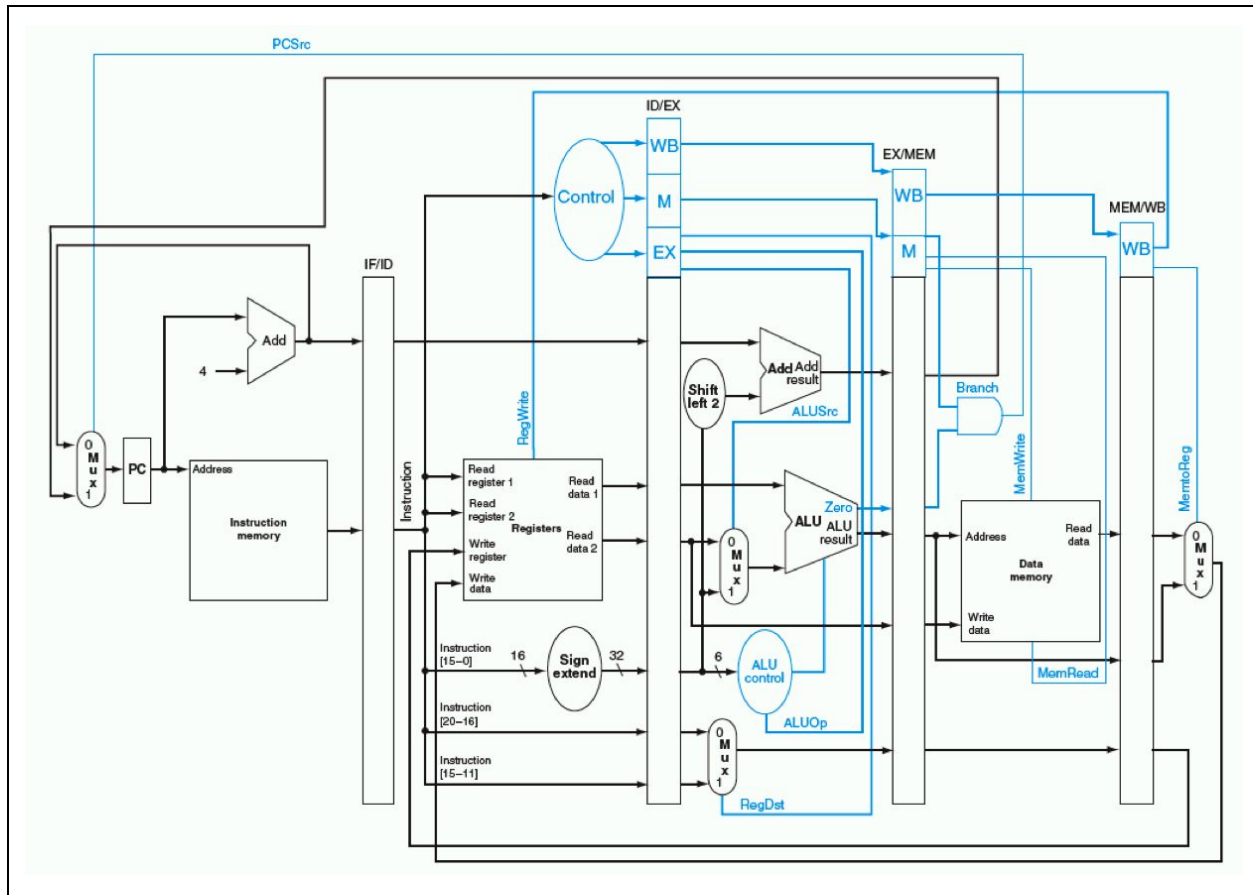 PCSrc
ID/EX
WB
EX/MEM
Control
M
WB
MEM/WB
EX
M
WB
IF/ID
Add
4
Add Add
result
Shift
left 2
Branch
ALUSrc
RegWrite
MemWrite
MemtoReg
0
M
u
x
1
PC
Address
Instruction
memory
Instruction
Read
register 1
Read
register 2
Write
register
Write
data
Registers
Read
data 1
Read
data 2
0
M
u
x
1
Zero
ALU ALU
result
Address
Read
data
Data
memory
Write
data
0
M
u
x
1
Instruction
[15–0]
16
Sign
extend
32
6
ALU
control
MemRead
ALUOp
Instruction
[20–16]
Instruction
[15–11]
0
M
u
x
1
RegDst